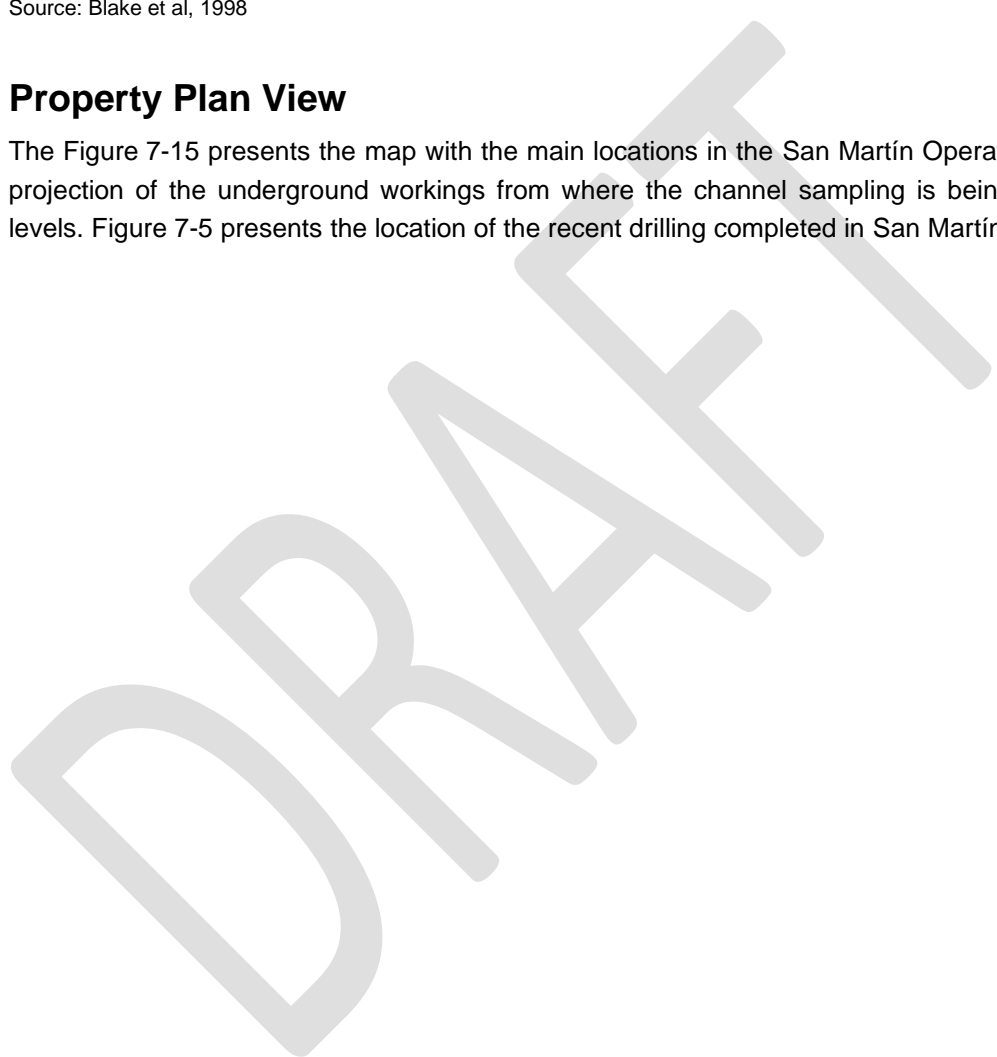 Source: Blake et al, 1998
Property Plan View
The Figure 7-15 presents the map with the main locations in the San Martín Opera
projection of the underground workings from where the channel sampling is bein
levels. Figure 7-5 presents the location of the recent drilling completed in San Martín
DRAFT